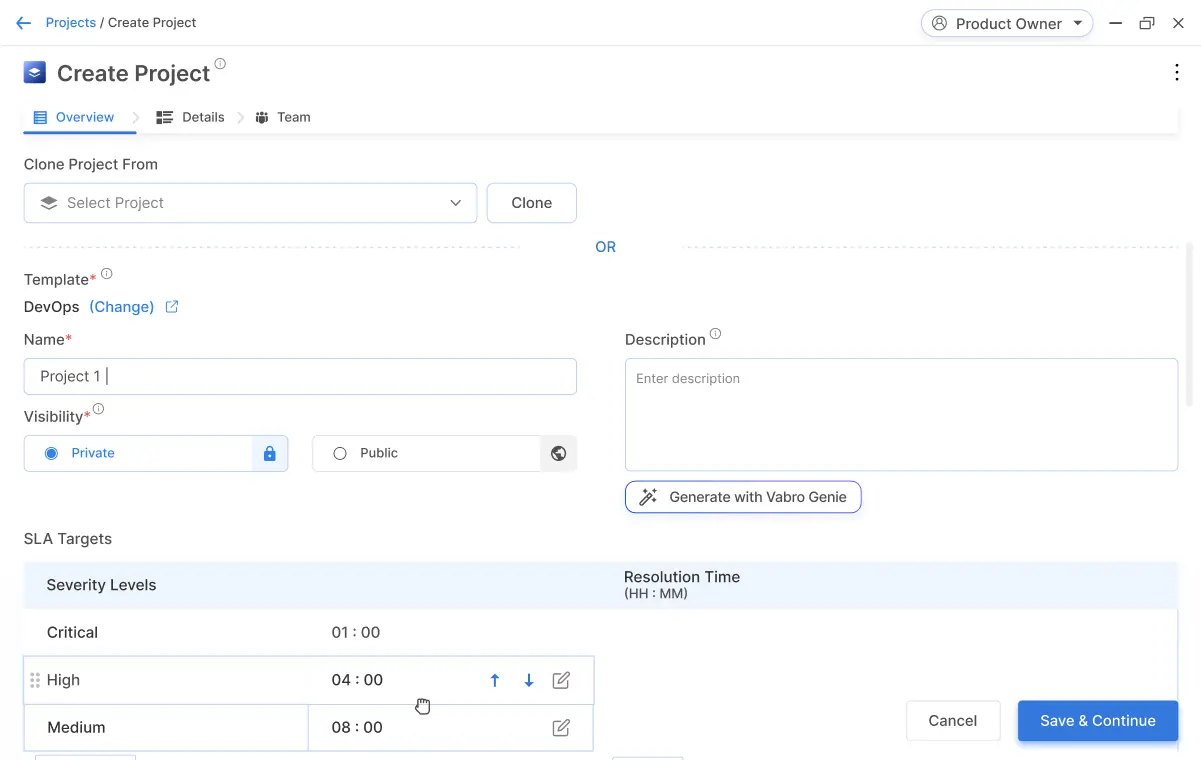 Projects / Create Project
Product Owner
Create Project
Overview
Details
Team
Clone Project From
Select Project
Clone
OR
Template*
DevOps (Change)
Name*
Project 1
Description
Enter description
Visibility*
Private
Public
Generate with Vabro Genie
SLA Targets
Severity Levels
Resolution Time
(HH : MM)
Critical
01 : 00
High
04 : 00
Medium
08 : 00
Cancel
Save & Continue